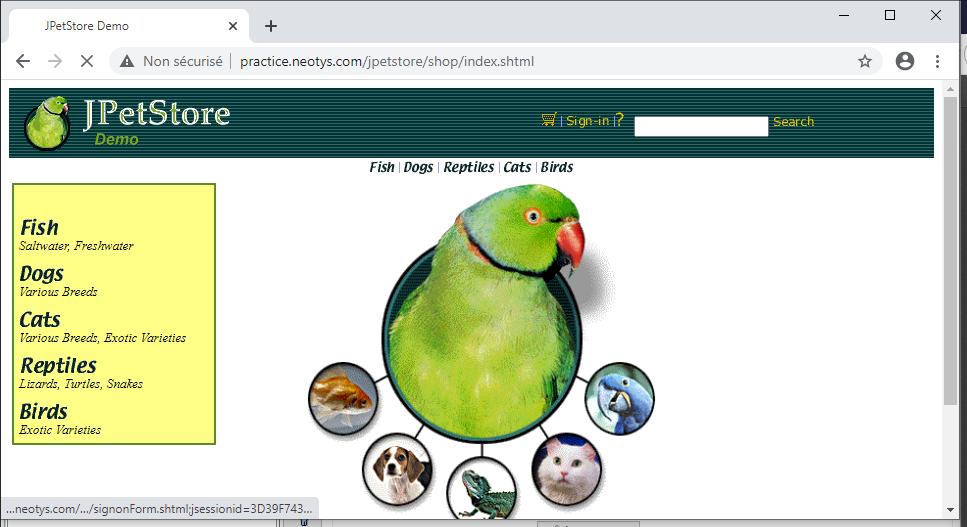 JPetStore Demo
Non sécurisé | practice.neotys.com/jpetstore/shop/index.shtml
JPetStore
Demo
| Sign-in | ?
Search
Fish | Dogs | Reptiles | Cats | Birds
Fish
Saltwater, Freshwater
Dogs
Various Breeds
Cats
Various Breeds, Exotic Varieties
Reptiles
Lizards, Turtles, Snakes
Birds
Exotic Varieties
...neotys.com/.../signonForm.shtml;jsessionid=3D39F743...